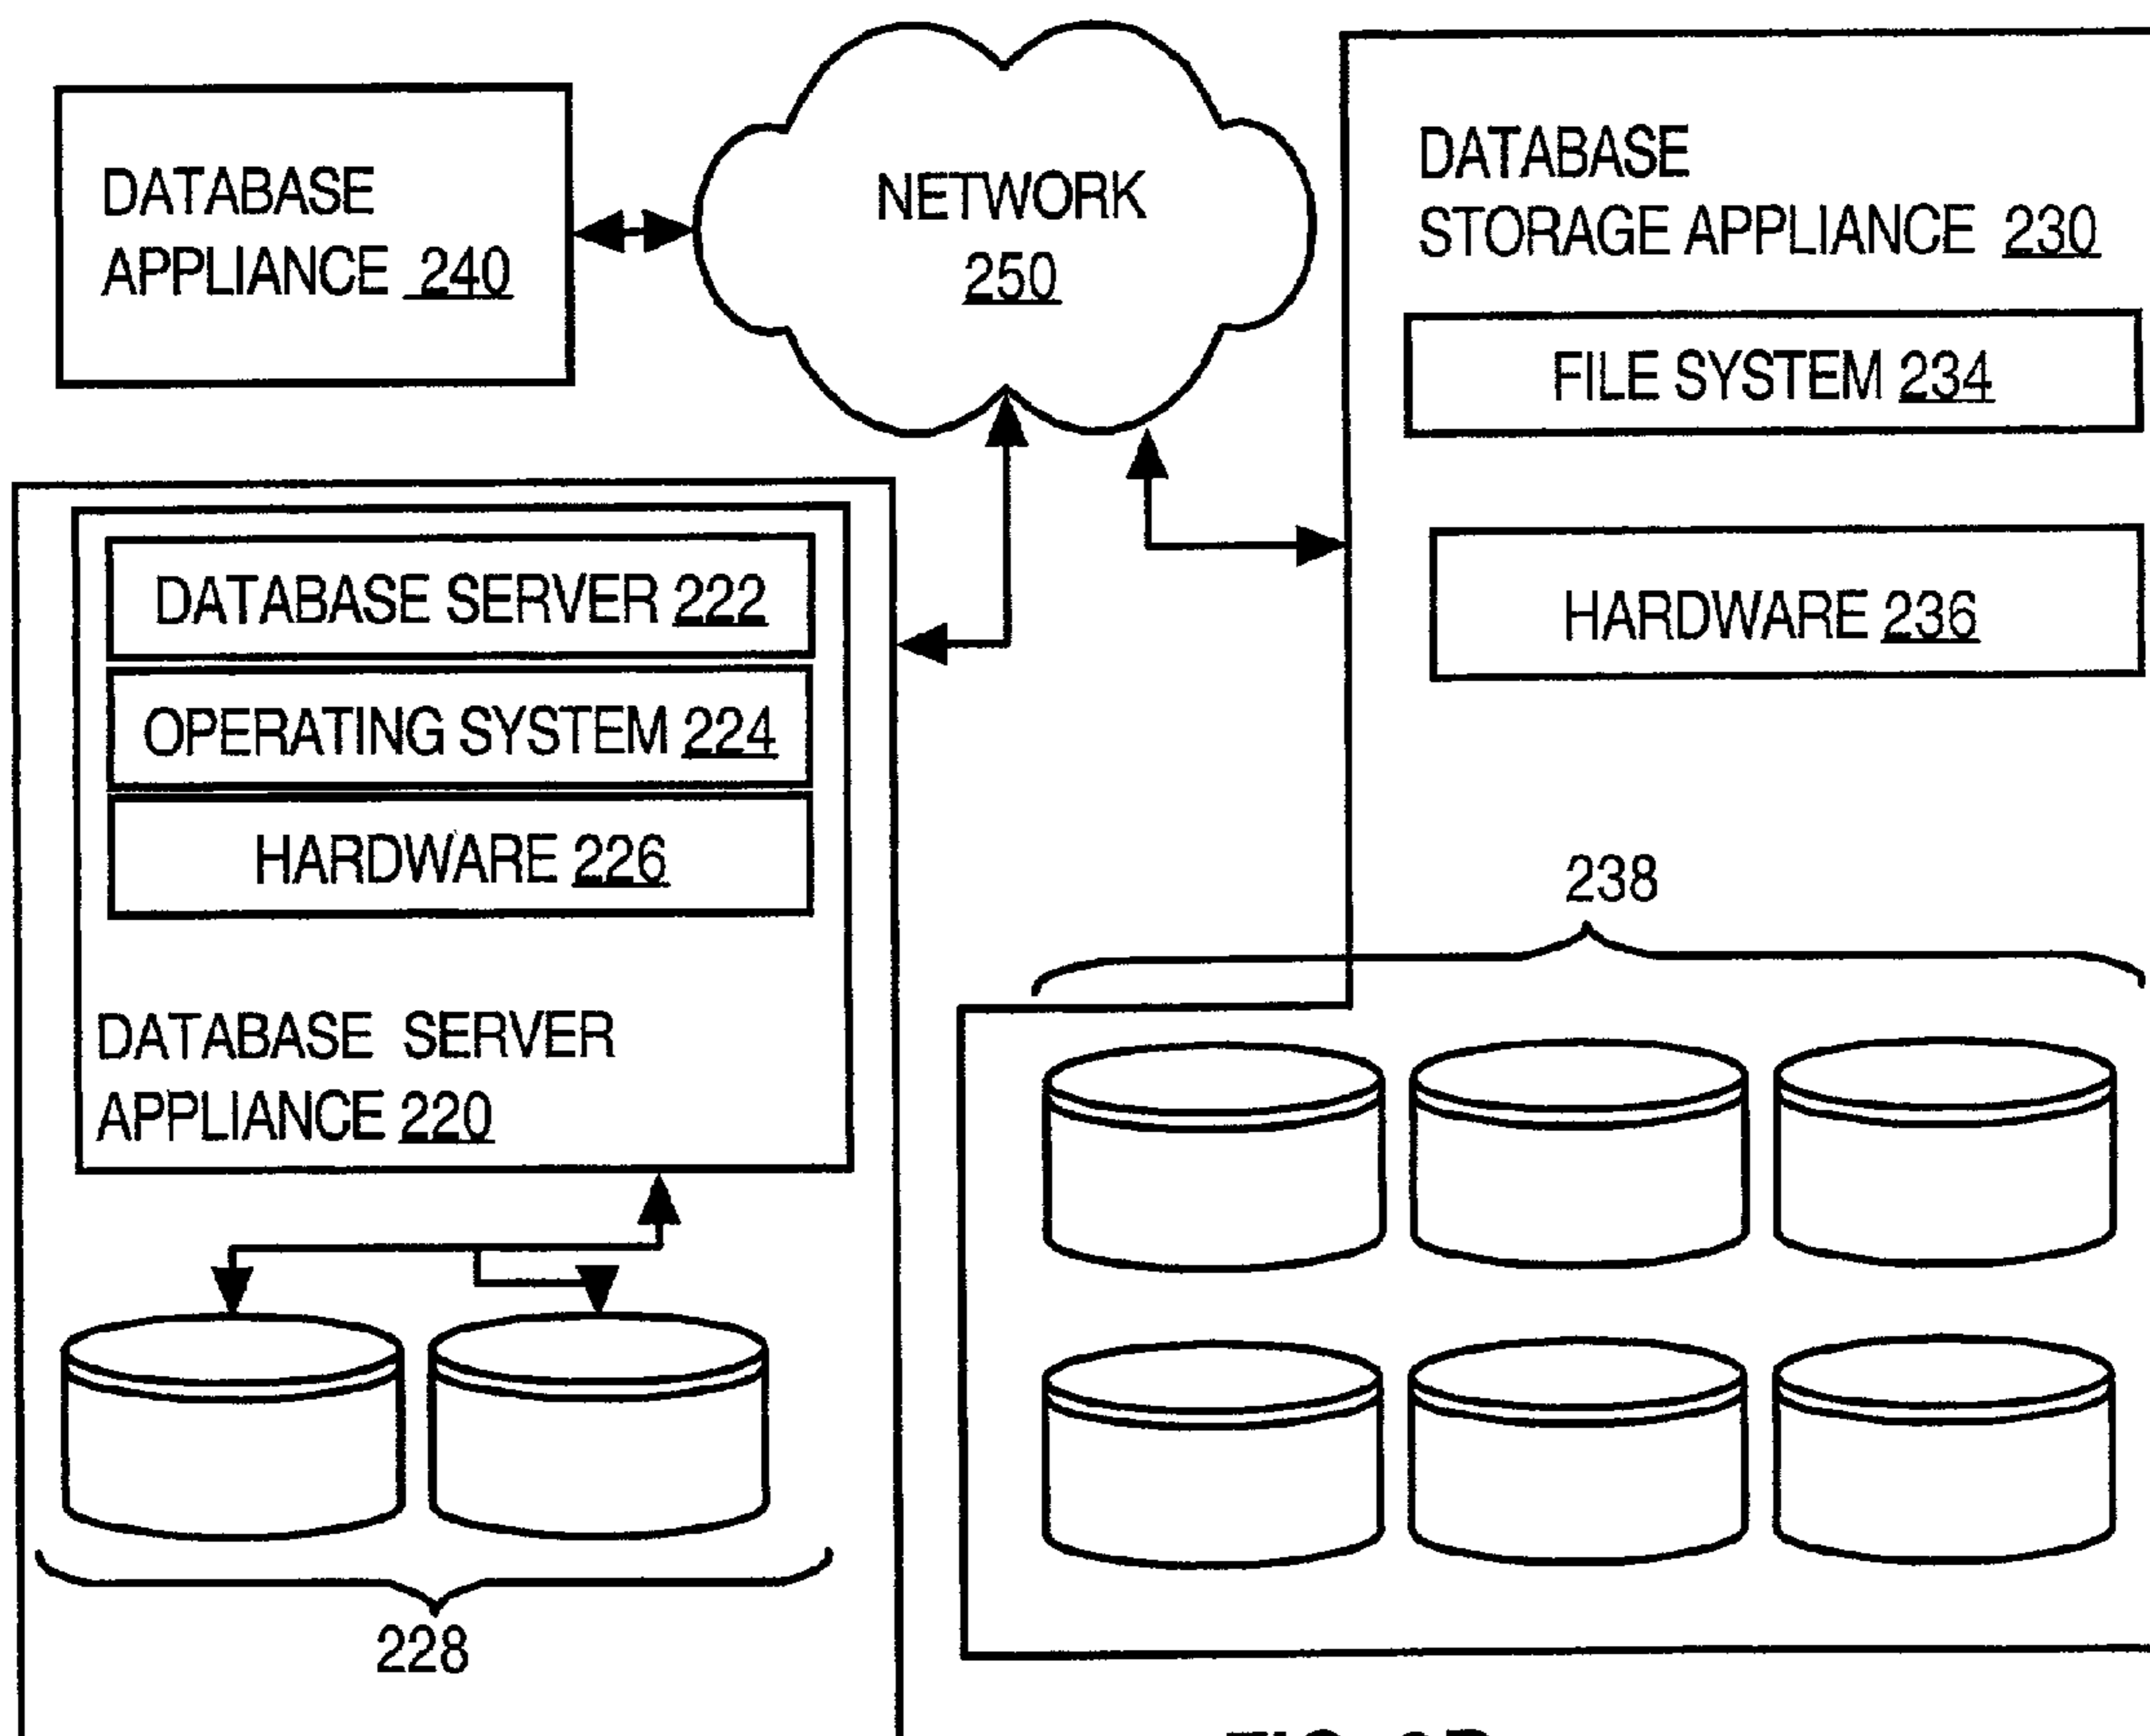 DATABASE
APPLIANCE 240
NETWORK
250
DATABASE
STORAGE APPLIANCE 230
FILE SYSTEM 234
HARDWARE 236
DATABASE SERVER 222
OPERATING SYSTEM 224
HARDWARE 226
DATABASE SERVER
APPLIANCE 220
228
238